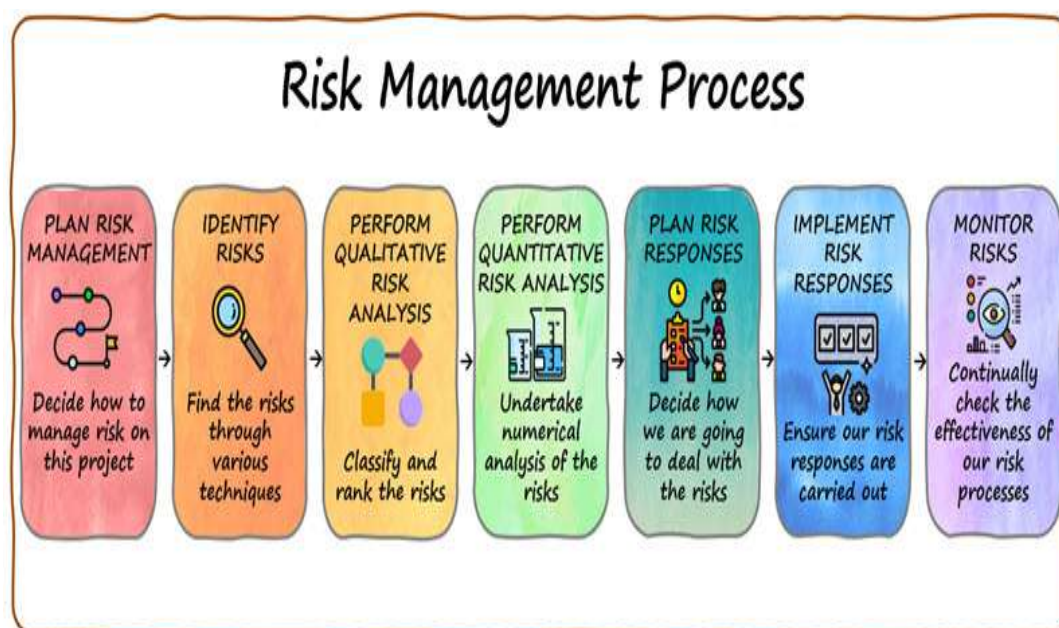 Risk Management Process
PLAN RISK
MANAGEMENT
Decide how to
manage risk on
this project
IDENTIFY
RISKS
Find the risks
through
various
techniques
PERFORM
QUALITATIVE
RISK
ANALYSIS
Classify and
rank the risks
PERFORM
QUANTITATIVE
RISK ANALYSIS
Undertake
numerical
analysis of the
risks
PLAN RISK
RESPONSES
Decide how
we are going
to deal with
the risks
IMPLEMENT
RISK
RESPONSES
Ensure our risk
responses are
carried out
MONITOR
RISKS
Continually
check the
effectiveness of
our risk
processes